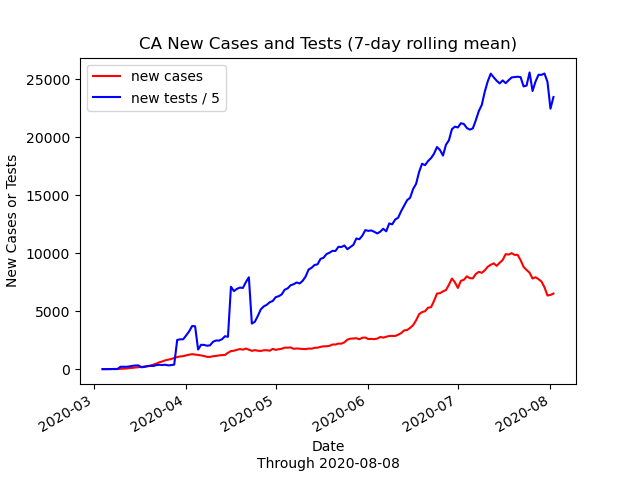 CA New Cases and Tests (7-day rolling mean)
new cases
new tests / 5
25000
20000
15000
10000
5000
0
New Cases or Tests
2020-03
2020-04
2020-05
2020-06
2020-07
2020-08
Date
Through 2020-08-08